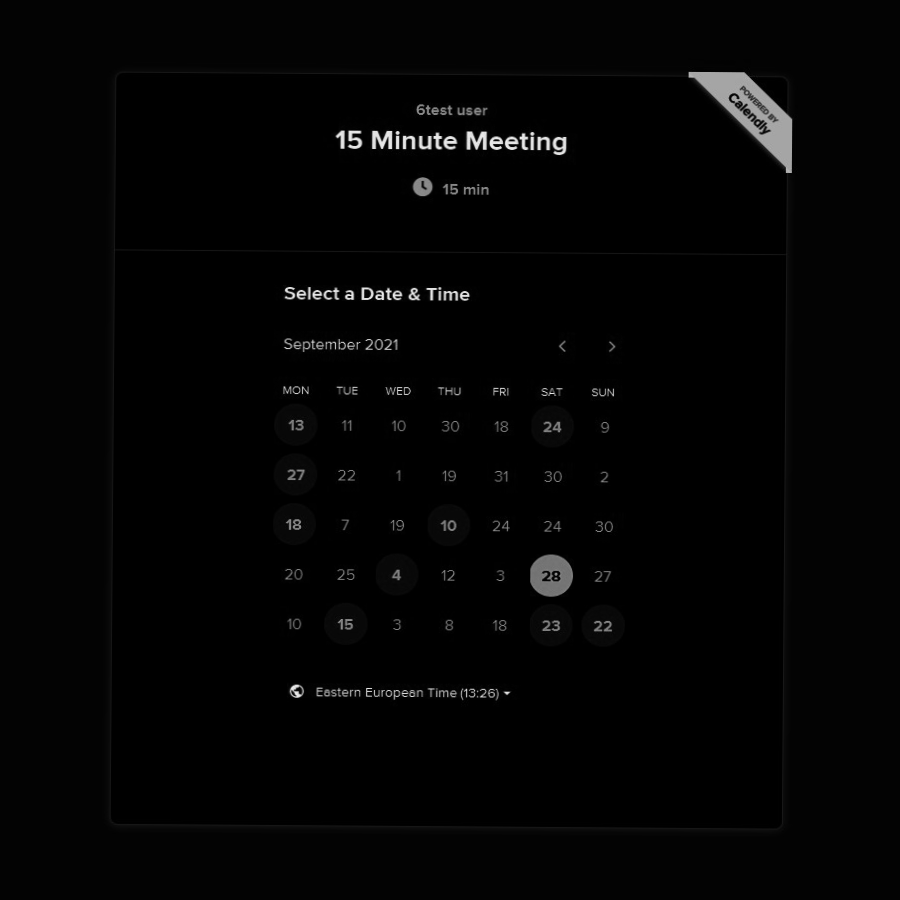 POWERED BY
Calendly
6test user
15 Minute Meeting
15 min
Select a Date & Time
September 2021
MON TUE WED THU FRI SAT SUN
13 11 10 30 18 24 9
27 22 1 19 31 30 2
18 7 19 10 24 24 30
20 25 4 12 3 28 27
10 15 3 8 18 23 22
Eastern European Time (13:26)